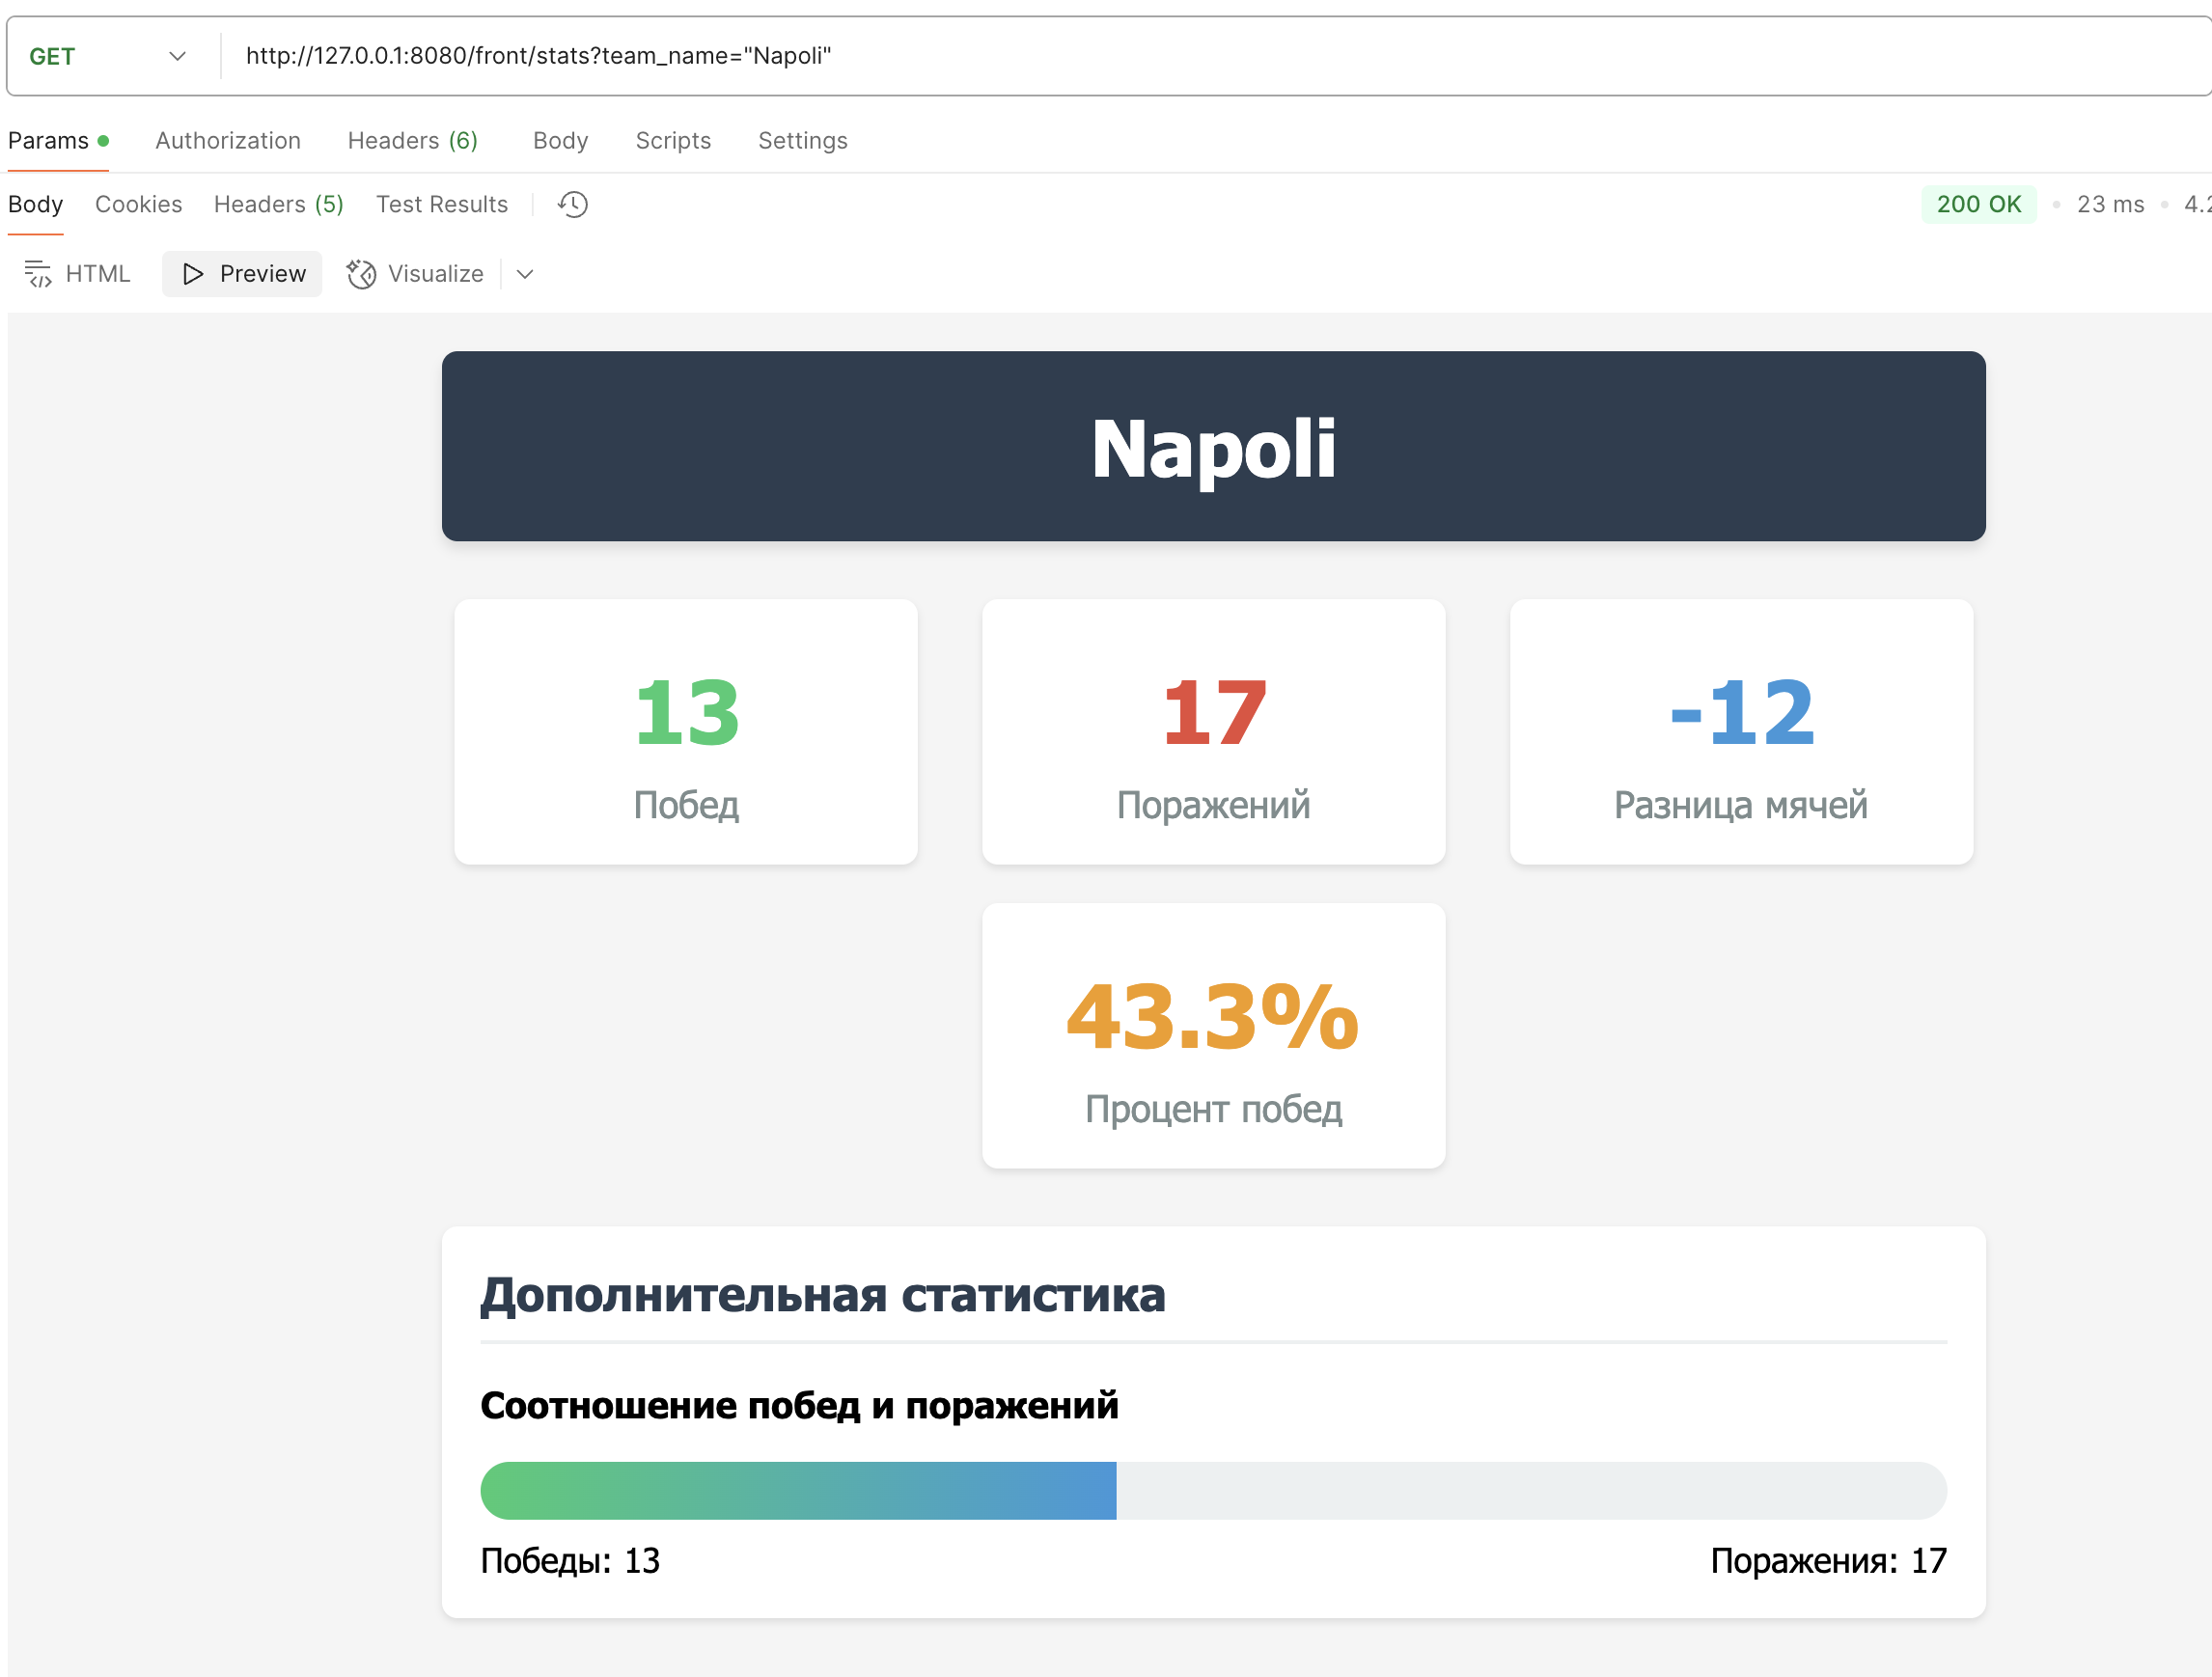 GET http://127.0.0.1:8080/front/stats?team_name="Napoli"
Params Authorization Headers (6) Body Scripts Settings
Body Cookies Headers (5) Test Results 200 OK 23 ms
HTML Preview Visualize
Napoli
13 17 -12
Побед Поражений Разница мячей
43.3%
Процент побед
Дополнительная статистика
Соотношение побед и поражений
Победы: 13 Поражения: 17